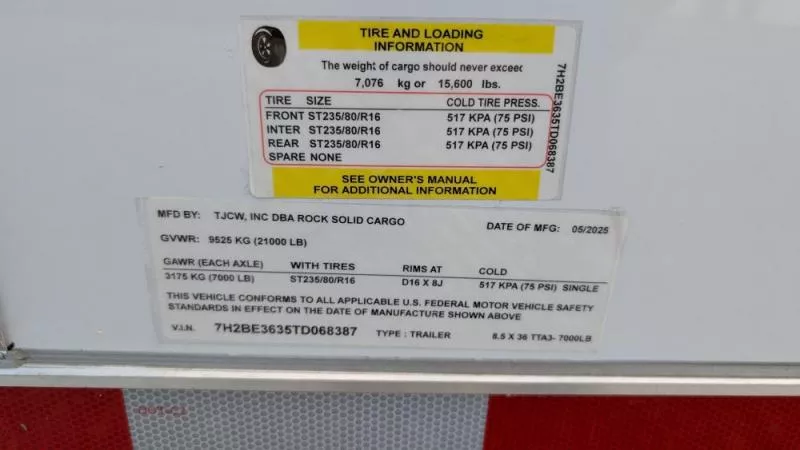 TIRE AND LOADING
INFORMATION
The weight of cargo should never exceed
7,076 kg or 15,600 lbs.
TIRE SIZE COLD TIRE PRESS.
FRONT ST235/80/R16 517 KPA (75 PSI)
INTER ST235/80/R16 517 KPA (75 PSI)
REAR ST235/80/R16 517 KPA (75 PSI)
SPARE NONE
SEE OWNER'S MANUAL
FOR ADDITIONAL INFORMATION
7H2BE3635TD068387
MFD BY: TJCW, INC DBA ROCK SOLID CARGO DATE OF MFG: 05/2025
GVWR: 9525 KG (21000 LB)
GAWR (EACH AXLE) WITH TIRES RIMS AT COLD
3175 KG (7000 LB) ST235/80/R16 D16 X 8J 517 KPA (75 PSI) SINGLE
THIS VEHICLE CONFORMS TO ALL APPLICABLE U.S. FEDERAL MOTOR VEHICLE SAFETY
STANDARDS IN EFFECT ON THE DATE OF MANUFACTURE SHOWN ABOVE
V.I.N. 7H2BE3635TD068387 TYPE : TRAILER 8.5 X 36 TTA3- 7000LB
DOT-C2